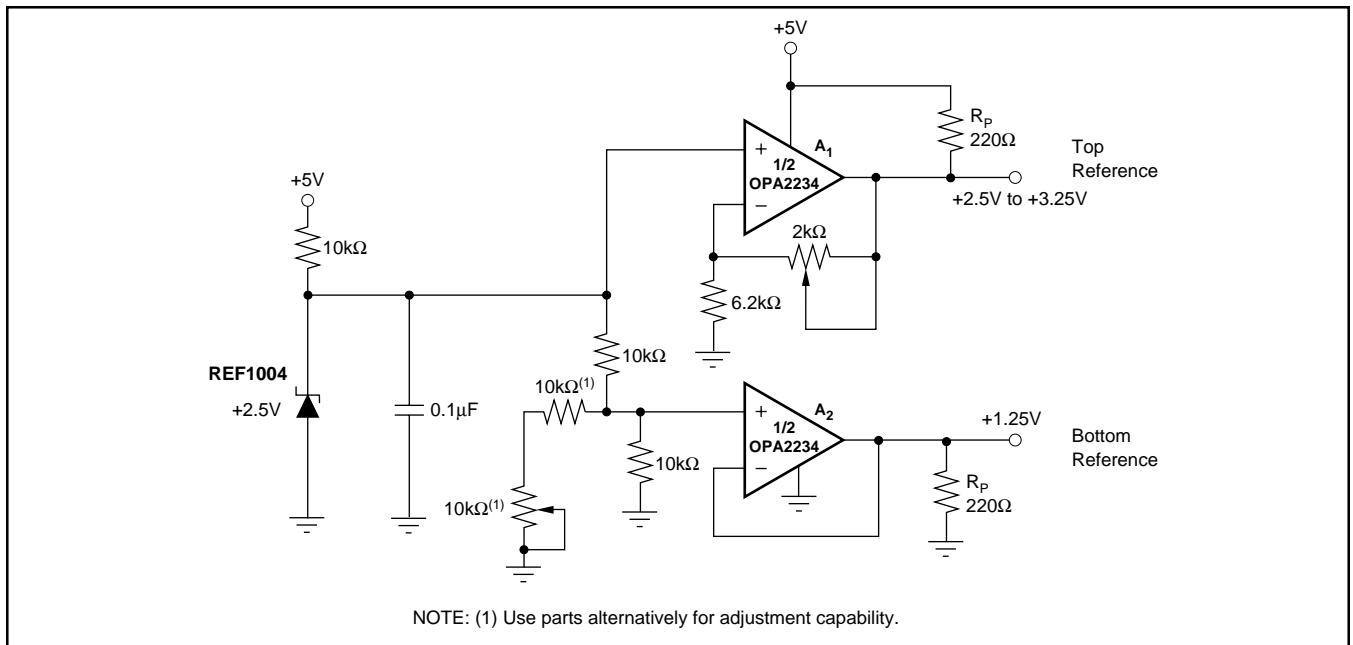 +5V
R_P
220Ω
Top
Reference
A₁
+
1/2
OPA2234
−
+2.5V to +3.25V
+5V
10kΩ
2kΩ
6.2kΩ
10kΩ
REF1004
+2.5V
0.1µF
10kΩ⁽¹⁾
A₂
+
1/2
OPA2234
−
+1.25V
Bottom
Reference
10kΩ
10kΩ⁽¹⁾
R_P
220Ω
NOTE: (1) Use parts alternatively for adjustment capability.